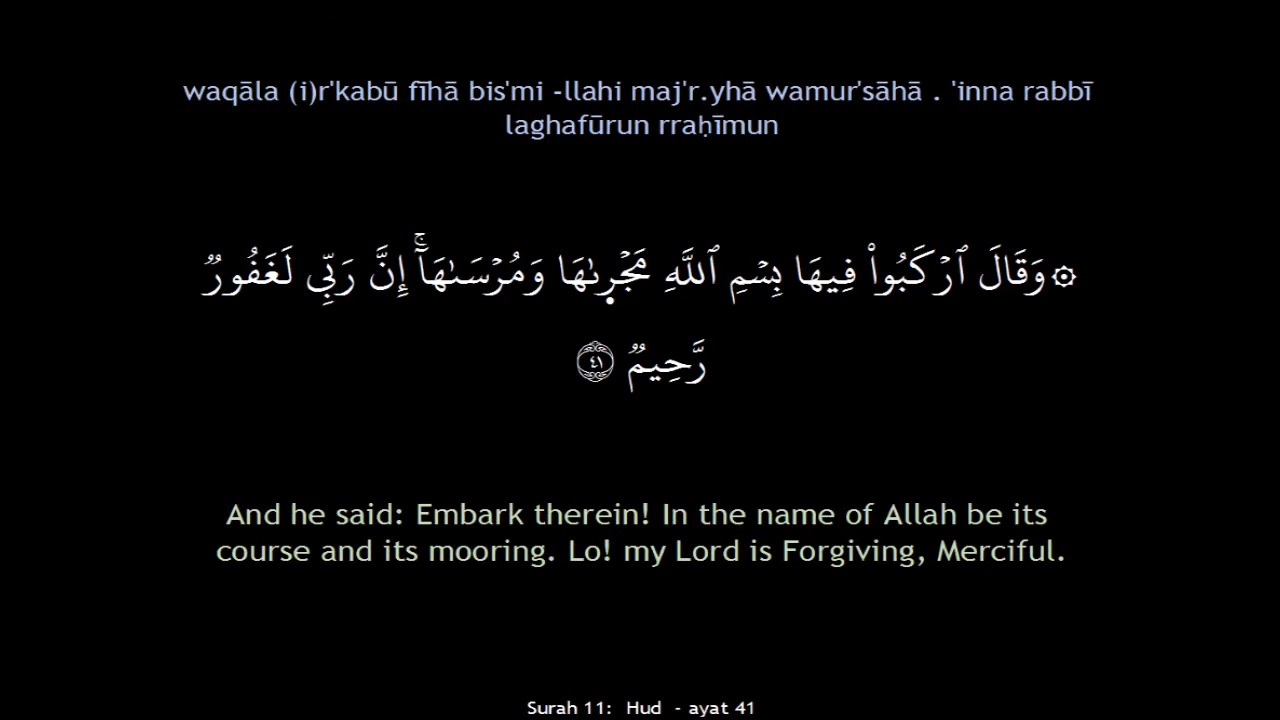 waqāla (i)r'kabū fīhā bis'mi -llahi maj'r.yhā wamur'sāhā . 'inna rabbī
laghafūrun rraḥīmun
۞ وَقَالَ ٱرْكَبُوا۟ فِيهَا بِسْمِ ٱللَّهِ مَجْر۪ىٰهَا وَمُرْسَىٰهَآ ۚ إِنَّ رَبِّى لَغَفُورٌ
رَّحِيمٌ ٤١
And he said: Embark therein! In the name of Allah be its
course and its mooring. Lo! my Lord is Forgiving, Merciful.
Surah 11: Hud - ayat 41